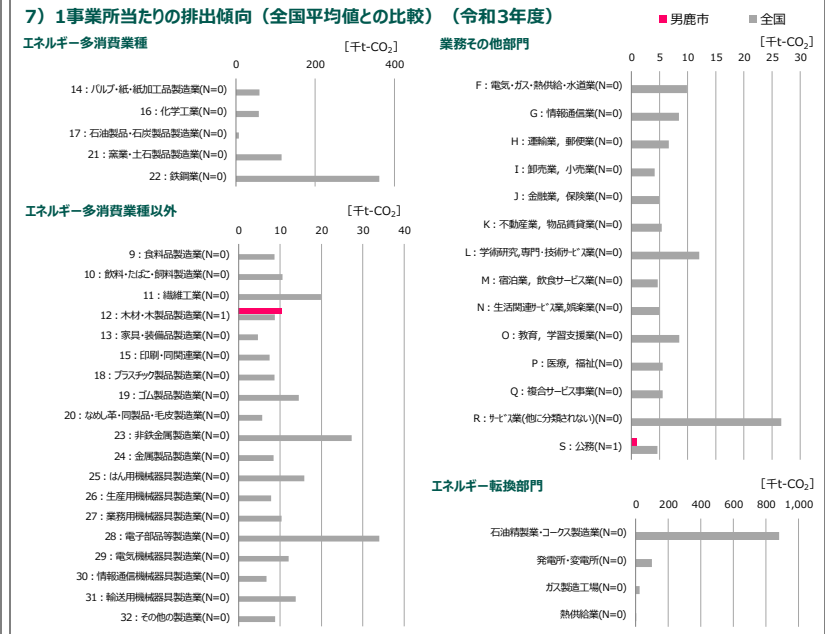 7）1事業所当たりの排出傾向（全国平均値との比較）（令和3年度）
男鹿市 全国
エネルギー多消費業種
［千t-CO₂］
0 200 400
14：パルプ・紙・紙加工品製造業(N=0)
16：化学工業(N=0)
17：石油製品・石炭製品製造業(N=0)
21：窯業・土石製品製造業(N=0)
22：鉄鋼業(N=0)
エネルギー多消費業種以外
［千t-CO₂］
0 10 20 30 40
9：食料品製造業(N=0)
10：飲料・たばこ・飼料製造業(N=0)
11：繊維工業(N=0)
12：木材・木製品製造業(N=1)
13：家具・装備品製造業(N=0)
15：印刷・同関連業(N=0)
18：プラスチック製品製造業(N=0)
19：ゴム製品製造業(N=0)
20：なめし革・同製品・毛皮製造業(N=0)
23：非鉄金属製造業(N=0)
24：金属製品製造業(N=0)
25：はん用機械器具製造業(N=0)
26：生産用機械器具製造業(N=0)
27：業務用機械器具製造業(N=0)
28：電子部品等製造業(N=0)
29：電気機械器具製造業(N=0)
30：情報通信機械器具製造業(N=0)
31：輸送用機械器具製造業(N=0)
32：その他の製造業(N=0)
業務その他部門
［千t-CO₂］
0 5 10 15 20 25 30
F：電気・ガス・熱供給・水道業(N=0)
G：情報通信業(N=0)
H：運輸業，郵便業(N=0)
I：卸売業，小売業(N=0)
J：金融業，保険業(N=0)
K：不動産業，物品賃貸業(N=0)
L：学術研究,専門・技術ｻｰﾋﾞｽ業(N=0)
M：宿泊業，飲食サービス業(N=0)
N：生活関連ｻｰﾋﾞｽ業,娯楽業(N=0)
O：教育，学習支援業(N=0)
P：医療，福祉(N=0)
Q：複合サービス事業(N=0)
R：ｻｰﾋﾞｽ業(他に分類されない)(N=0)
S：公務(N=1)
エネルギー転換部門
［千t-CO₂］
0 200 400 600 800 1,000
石油精製業・コークス製造業(N=0)
発電所・変電所(N=0)
ガス製造工場(N=0)
熱供給業(N=0)